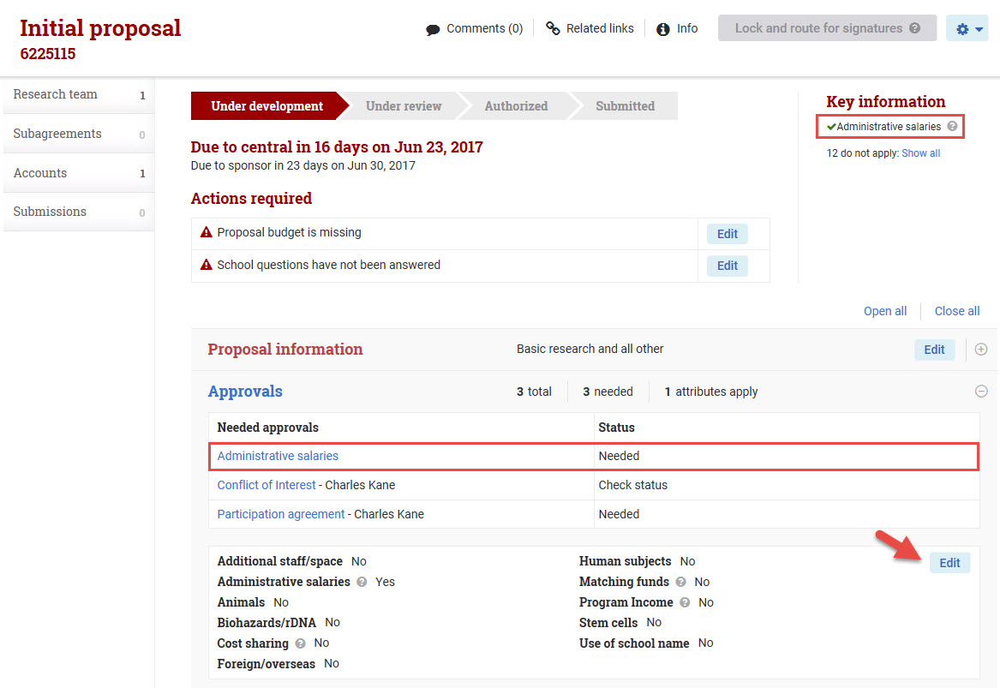 Initial proposal
6225115
Comments (0)
Related links
Info
Lock and route for signatures ?
Research team 1
Subagreements 0
Accounts 1
Submissions 0
Under development
Under review
Authorized
Submitted
Due to central in 16 days on Jun 23, 2017
Due to sponsor in 23 days on Jun 30, 2017
Key information
Administrative salaries ?
12 do not apply: Show all
Actions required
Proposal budget is missing Edit
School questions have not been answered Edit
Open all Close all
Proposal information Basic research and all other Edit
Approvals 3 total 3 needed 1 attributes apply
Needed approvals Status
Administrative salaries Needed
Conflict of Interest - Charles Kane Check status
Participation agreement - Charles Kane Needed
Additional staff/space No
Administrative salaries ? Yes
Animals No
Biohazards/rDNA No
Cost sharing ? No
Foreign/overseas No
Human subjects No
Matching funds ? No
Program Income ? No
Stem cells No
Use of school name No
Edit